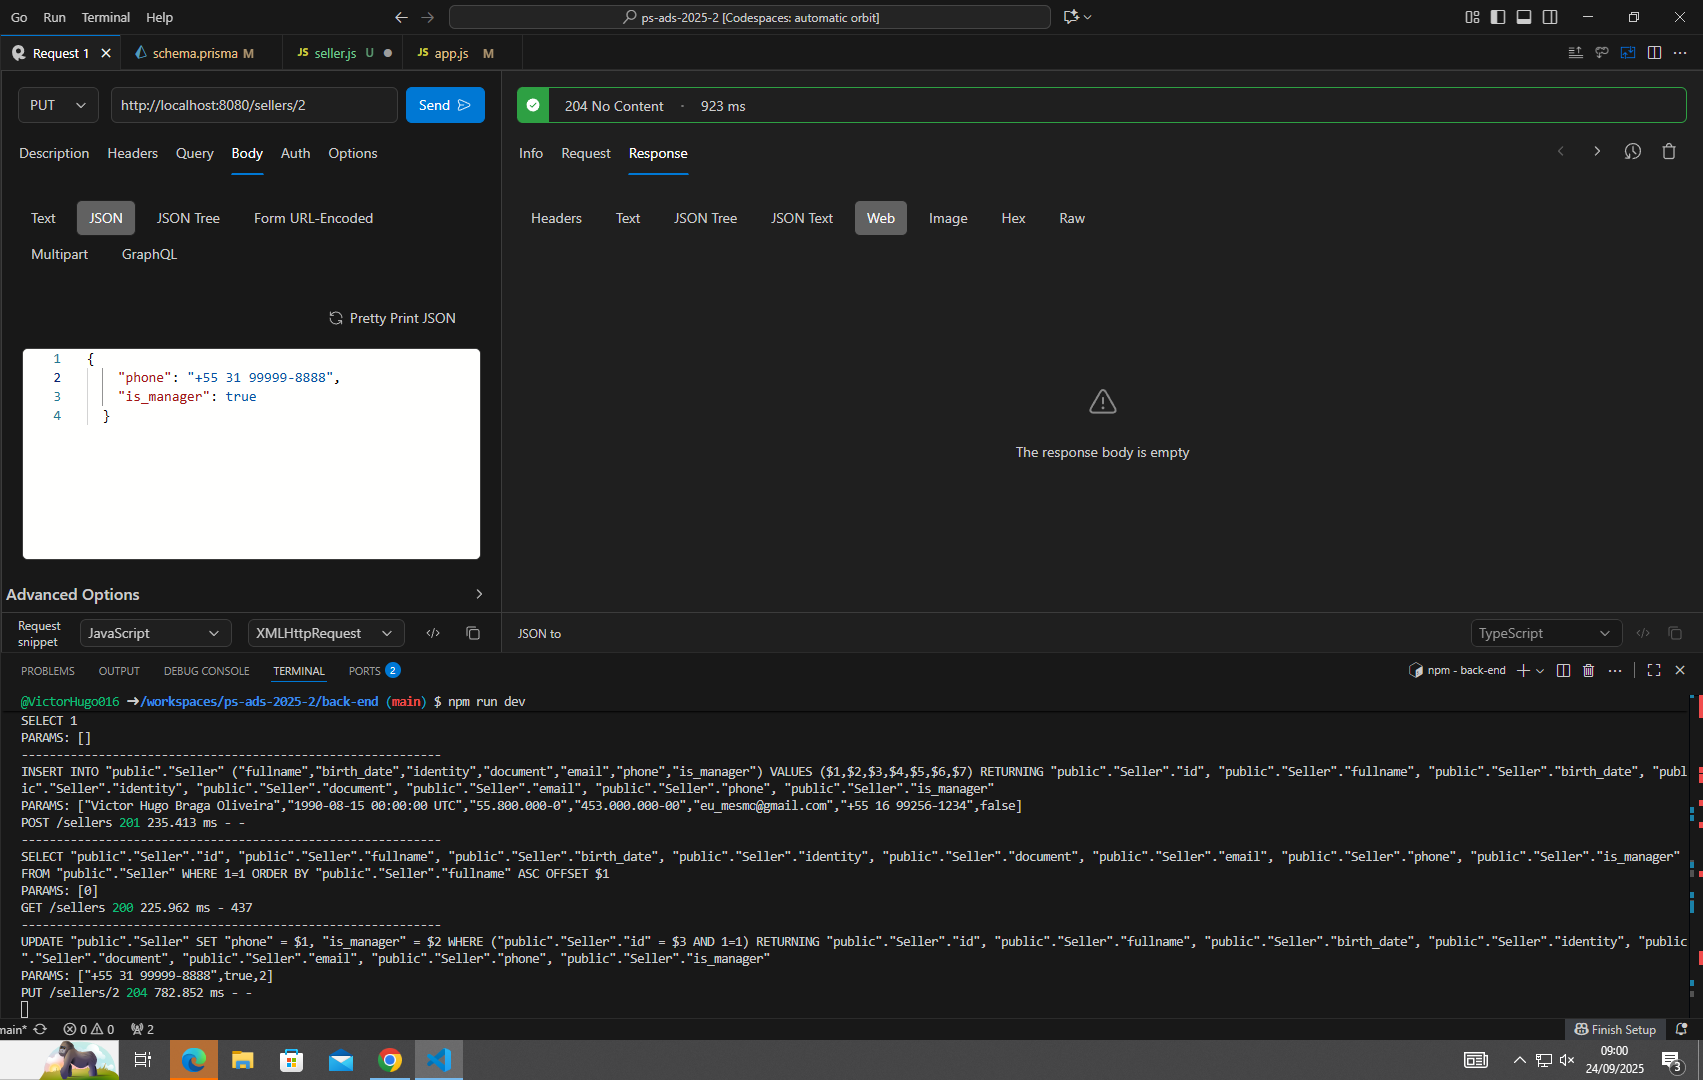 Go Run Terminal Help
ps-ads-2025-2 [Codespaces: automatic orbit]
Request 1
schema.prisma M
JS seller.js U
JS app.js M
PUT
http://localhost:8080/sellers/2
Send
204 No Content · 923 ms
Description Headers Query Body Auth Options
Info Request Response
Text JSON JSON Tree Form URL-Encoded
Multipart GraphQL
Headers Text JSON Tree JSON Text Web Image Hex Raw
Pretty Print JSON
1 {
2 "phone": "+55 31 99999-8888",
3 "is_manager": true
4 }
The response body is empty
Advanced Options
Request
snippet
JavaScript
XMLHttpRequest
JSON to
TypeScript
PROBLEMS OUTPUT DEBUG CONSOLE TERMINAL PORTS 2
npm - back-end
@VictorHugo016 ➜/workspaces/ps-ads-2025-2/back-end (main) $ npm run dev
SELECT 1
PARAMS: []
------------------------------------------------------------
INSERT INTO "public"."Seller" ("fullname","birth_date","identity","document","email","phone","is_manager") VALUES ($1,$2,$3,$4,$5,$6,$7) RETURNING "public"."Seller"."id", "public"."Seller"."fullname", "public"."Seller"."birth_date", "publ
ic"."Seller"."identity", "public"."Seller"."document", "public"."Seller"."email", "public"."Seller"."phone", "public"."Seller"."is_manager"
PARAMS: ["Victor Hugo Braga Oliveira","1990-08-15 00:00:00 UTC","55.800.000-0","453.000.000-00","eu_mesmo@gmail.com","+55 16 99256-1234",false]
POST /sellers 201 235.413 ms - -
------------------------------------------------------------
SELECT "public"."Seller"."id", "public"."Seller"."fullname", "public"."Seller"."birth_date", "public"."Seller"."identity", "public"."Seller"."document", "public"."Seller"."email", "public"."Seller"."phone", "public"."Seller"."is_manager"
FROM "public"."Seller" WHERE 1=1 ORDER BY "public"."Seller"."fullname" ASC OFFSET $1
PARAMS: [0]
GET /sellers 200 225.962 ms - 437
------------------------------------------------------------
UPDATE "public"."Seller" SET "phone" = $1, "is_manager" = $2 WHERE ("public"."Seller"."id" = $3 AND 1=1) RETURNING "public"."Seller"."id", "public"."Seller"."fullname", "public"."Seller"."birth_date", "public"."Seller"."identity", "public
"."Seller"."document", "public"."Seller"."email", "public"."Seller"."phone", "public"."Seller"."is_manager"
PARAMS: ["+55 31 99999-8888",true,2]
PUT /sellers/2 204 782.852 ms - -
main* 0 0 2
Finish Setup
09:00
24/09/2025
3